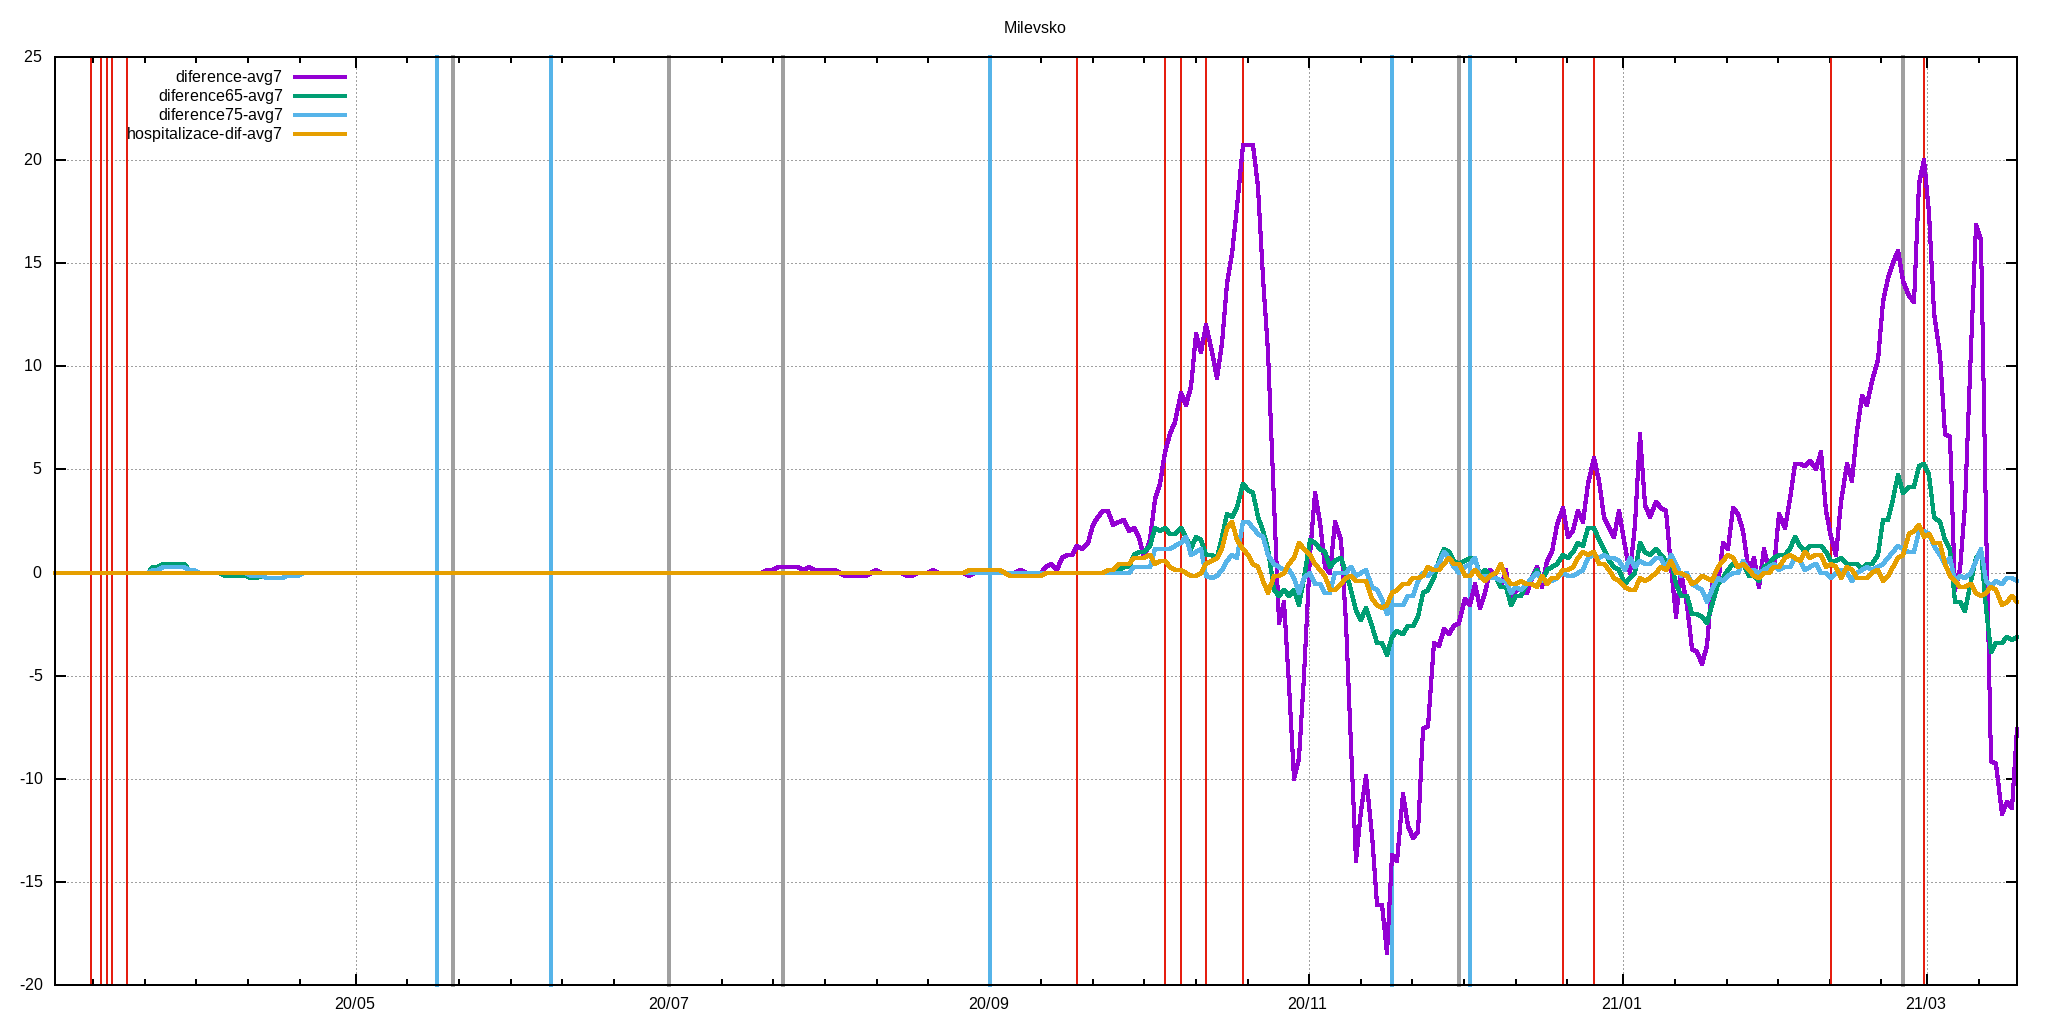 Milevsko
25
diference-avg7
diference65-avg7
diference75-avg7
hospitalizace-dif-avg7
20
15
10
5
0
-5
-10
-15
-20
20/05 20/07 20/09 20/11 21/01 21/03